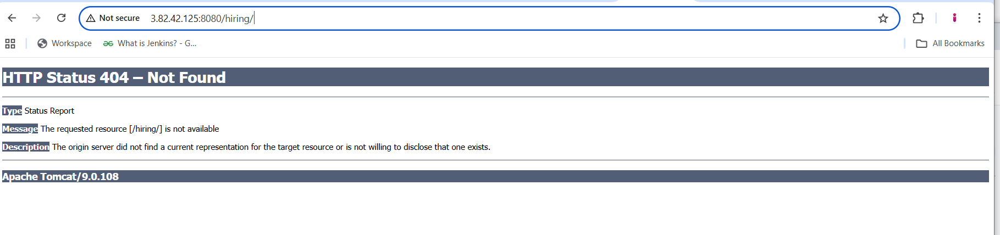 Not secure 3.82.42.125:8080/hiring/
Workspace What is Jenkins? - G... All Bookmarks
HTTP Status 404 – Not Found
Type Status Report
Message The requested resource [/hiring/] is not available
Description The origin server did not find a current representation for the target resource or is not willing to disclose that one exists.
Apache Tomcat/9.0.108